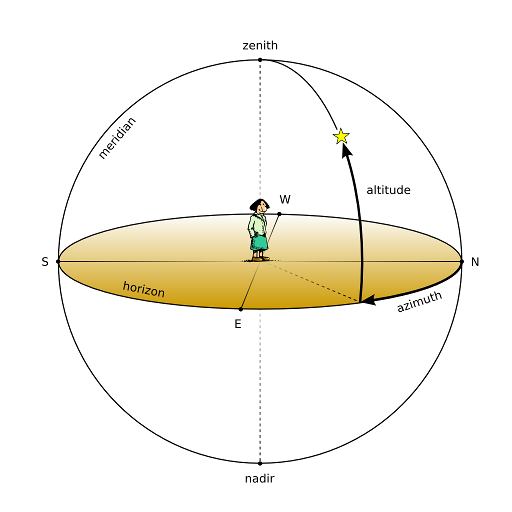 zenith
meridian
altitude
W
S
N
horizon
azimuth
E
nadir